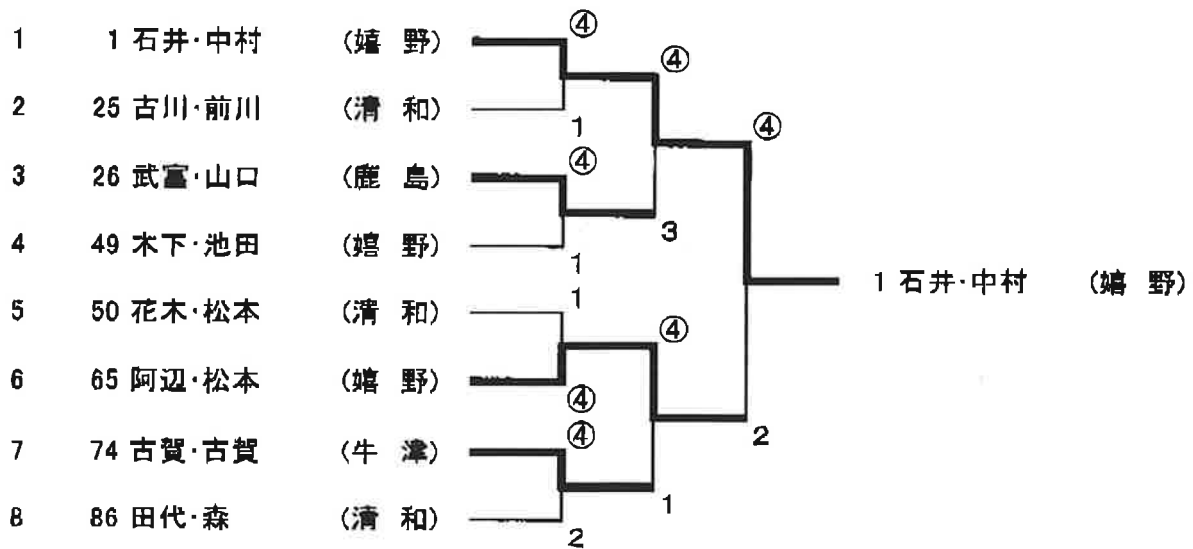 ④
1 1 石井・中村 (嬉 野)
④
④
2 25 古川・前川 (清 和)
1
④
3 26 武富・山口 (鹿 島)
3
4 49 木下・池田 (嬉 野)
1
1 石井・中村 (嬉 野)
1
5 50 花木・松本 (清 和)
④
6 65 阿辺・松本 (嬉 野)
④
④
2
7 74 古賀・古賀 (牛 津)
1
8 86 田代・森 (清 和)
2